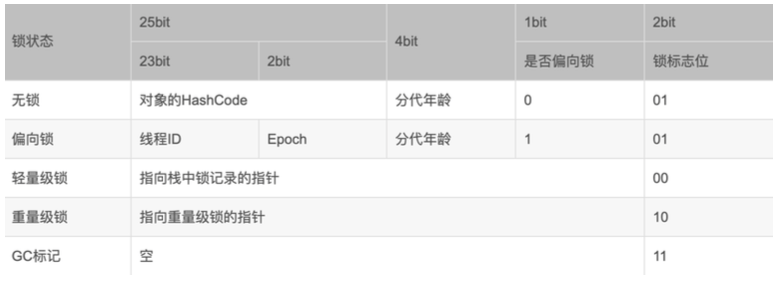 锁状态 25bit 4bit 1bit 2bit
23bit 2bit 是否偏向锁 锁标志位
无锁 对象的HashCode 分代年龄 0 01
偏向锁 线程ID Epoch 分代年龄 1 01
轻量级锁 指向栈中锁记录的指针 00
重量级锁 指向重量级锁的指针 10
GC标记 空 11